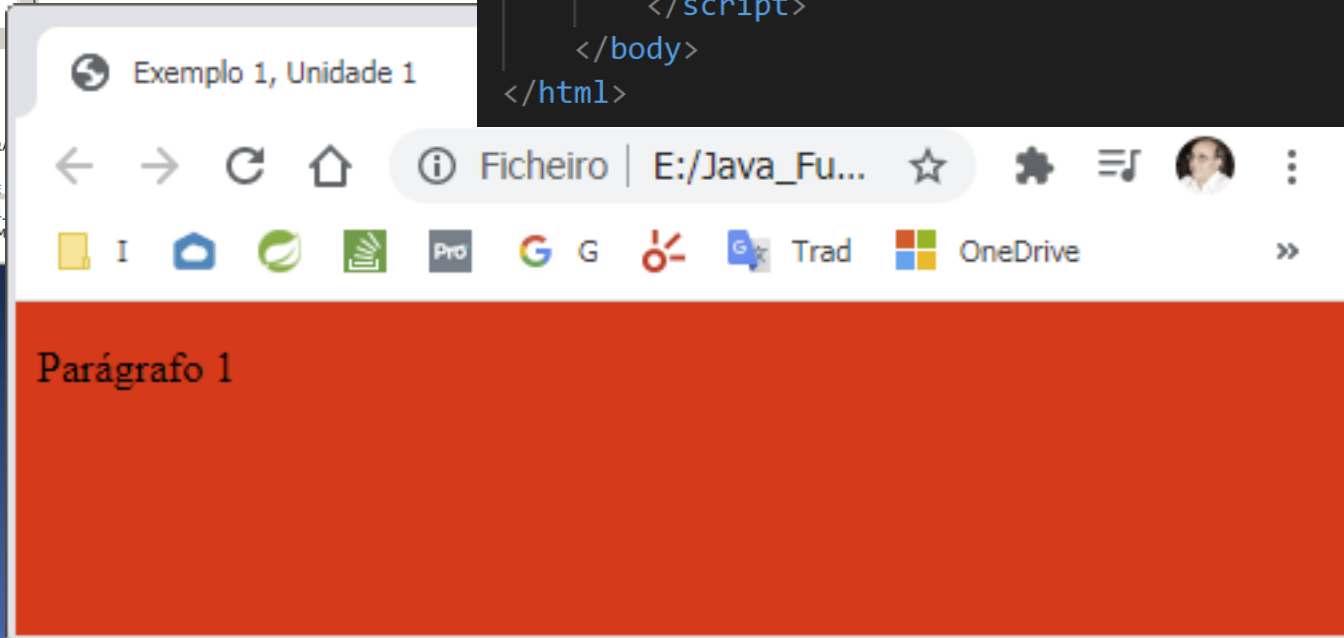 </script>
</body>
</html>
Exemplo 1, Unidade 1
Ficheiro | E:/Java_Fu...
I Pro G G Trad OneDrive »
Parágrafo 1